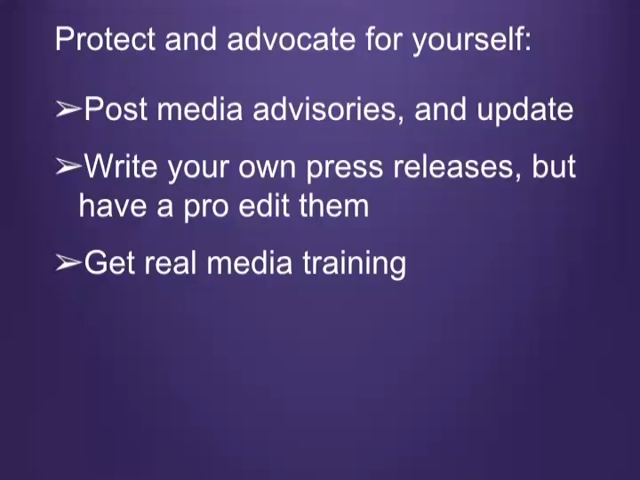 Protect and advocate for yourself:
➢Post media advisories, and update
➢Write your own press releases, but
have a pro edit them
➢Get real media training